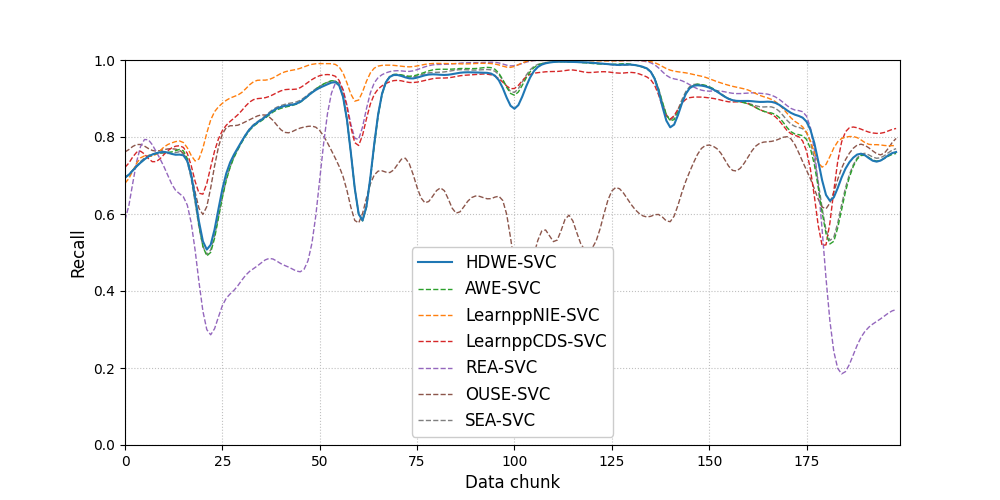 1.0
0.8
0.6
0.4
0.2
0.0
Recall
0
25
50
75
100
125
150
175
Data chunk
HDWE-SVC
AWE-SVC
LearnppNIE-SVC
LearnppCDS-SVC
REA-SVC
OUSE-SVC
SEA-SVC